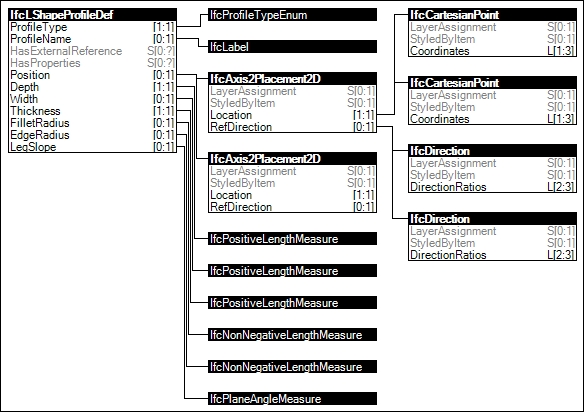 IfcLShapeProfileDef
ProfileType [1:1]
ProfileName [0:1]
HasExternalReference S[0:?]
HasProperties S[0:?]
Position [0:1]
Depth [1:1]
Width [0:1]
Thickness [1:1]
FilletRadius [0:1]
EdgeRadius [0:1]
LegSlope [0:1]
IfcProfileTypeEnum
IfcLabel
IfcAxis2Placement2D
LayerAssignment S[0:1]
StyledByItem S[0:1]
Location [1:1]
RefDirection [0:1]
IfcAxis2Placement2D
LayerAssignment S[0:1]
StyledByItem S[0:1]
Location [1:1]
RefDirection [0:1]
IfcPositiveLengthMeasure
IfcPositiveLengthMeasure
IfcPositiveLengthMeasure
IfcNonNegativeLengthMeasure
IfcNonNegativeLengthMeasure
IfcPlaneAngleMeasure
IfcCartesianPoint
LayerAssignment S[0:1]
StyledByItem S[0:1]
Coordinates L[1:3]
IfcCartesianPoint
LayerAssignment S[0:1]
StyledByItem S[0:1]
Coordinates L[1:3]
IfcDirection
LayerAssignment S[0:1]
StyledByItem S[0:1]
DirectionRatios L[2:3]
IfcDirection
LayerAssignment S[0:1]
StyledByItem S[0:1]
DirectionRatios L[2:3]